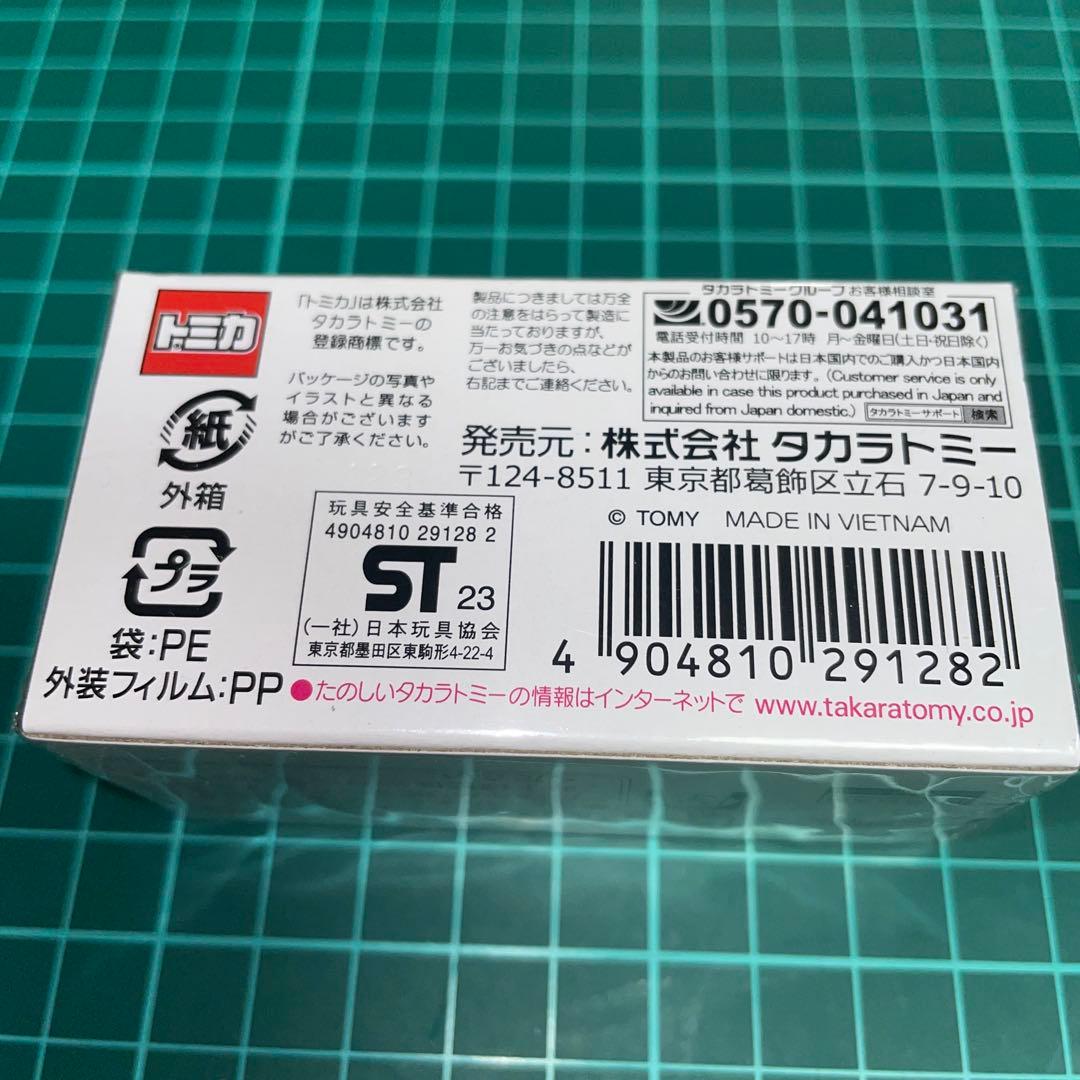 トミカ
「トミカ」は株式会社
タカラトミーの
登録商標です。
パッケージの写真や
イラストと異なる
場合がございます
がご了承ください。
製品につきましては万全
の注意をはらって製造に
当たっておりますが、
万一お気づきの点などが
ございましたら、
右記までご連絡ください。
タカラトミーグループお客様相談室
0570-041031
電話受付時間 10〜17時 月〜金曜日(土日・祝日除く)
本製品のお客様サポートは日本国内でのご購入かつ日本国内
からのお問い合わせに限ります。(Customer service is only
available in case this product purchased in Japan and
inquired from Japan domestic.) タカラトミーサポート 検索
紙
外箱
プラ
袋:PE
外装フィルム:PP
発売元:株式会社 タカラトミー
〒124-8511 東京都葛飾区立石 7-9-10
© TOMY MADE IN VIETNAM
玩具安全基準合格
4904810 29128 2
ST 23
(一社)日本玩具協会
東京都墨田区東駒形4-22-4
4 904810 291282
●たのしいタカラトミーの情報はインターネットで www.takaratomy.co.jp